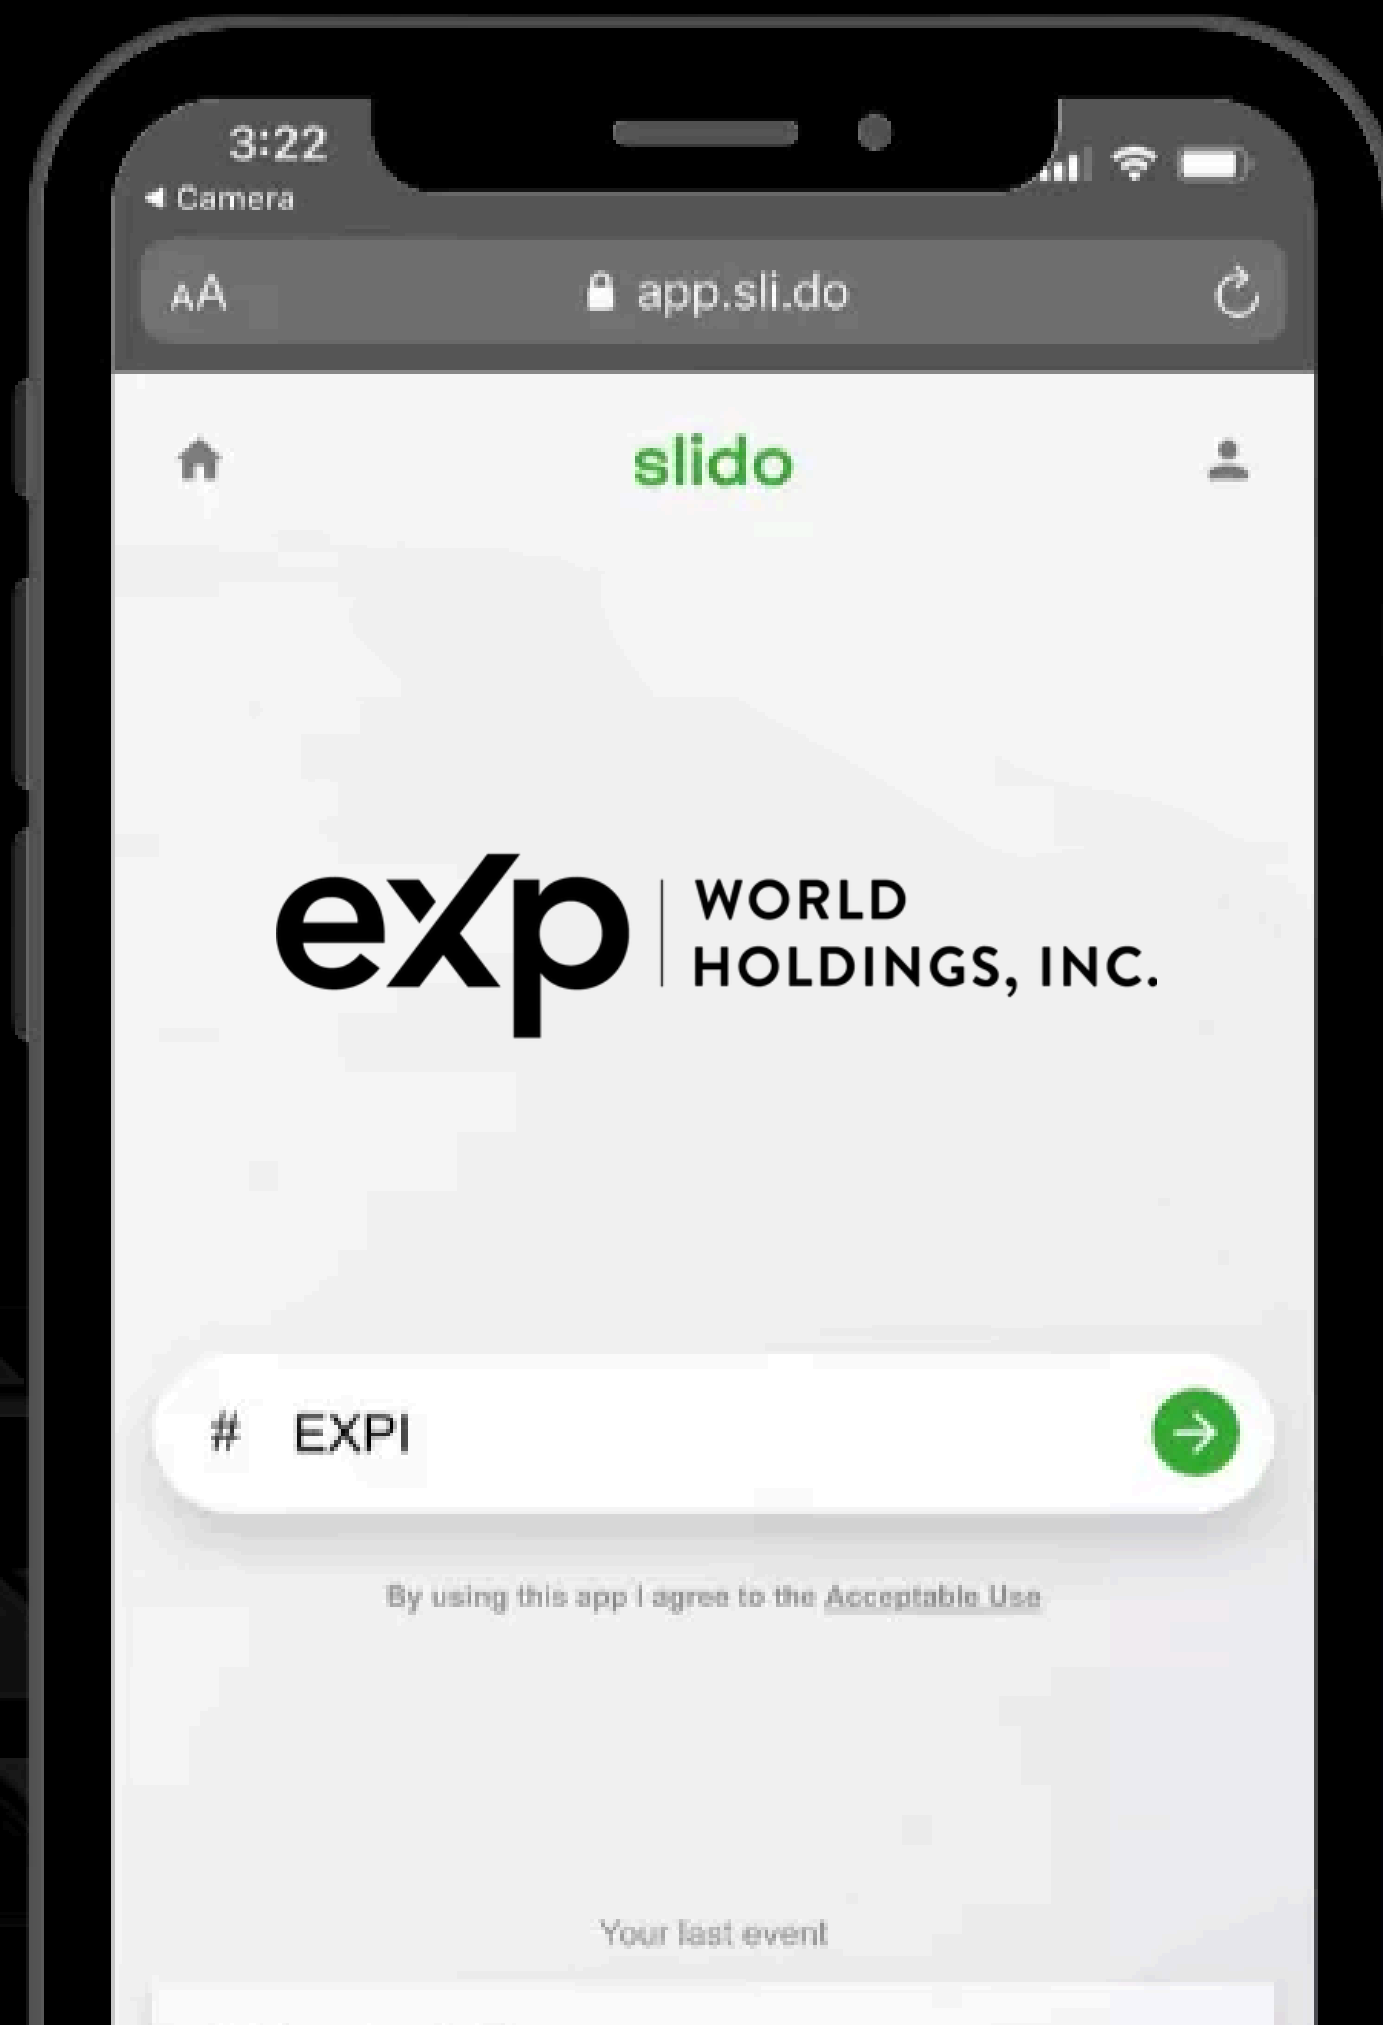 3:22
◀ Camera
AA
app.sli.do
slido
exp
WORLD
HOLDINGS, INC.
# EXPI
By using this app I agree to the Acceptable Use
Your last event